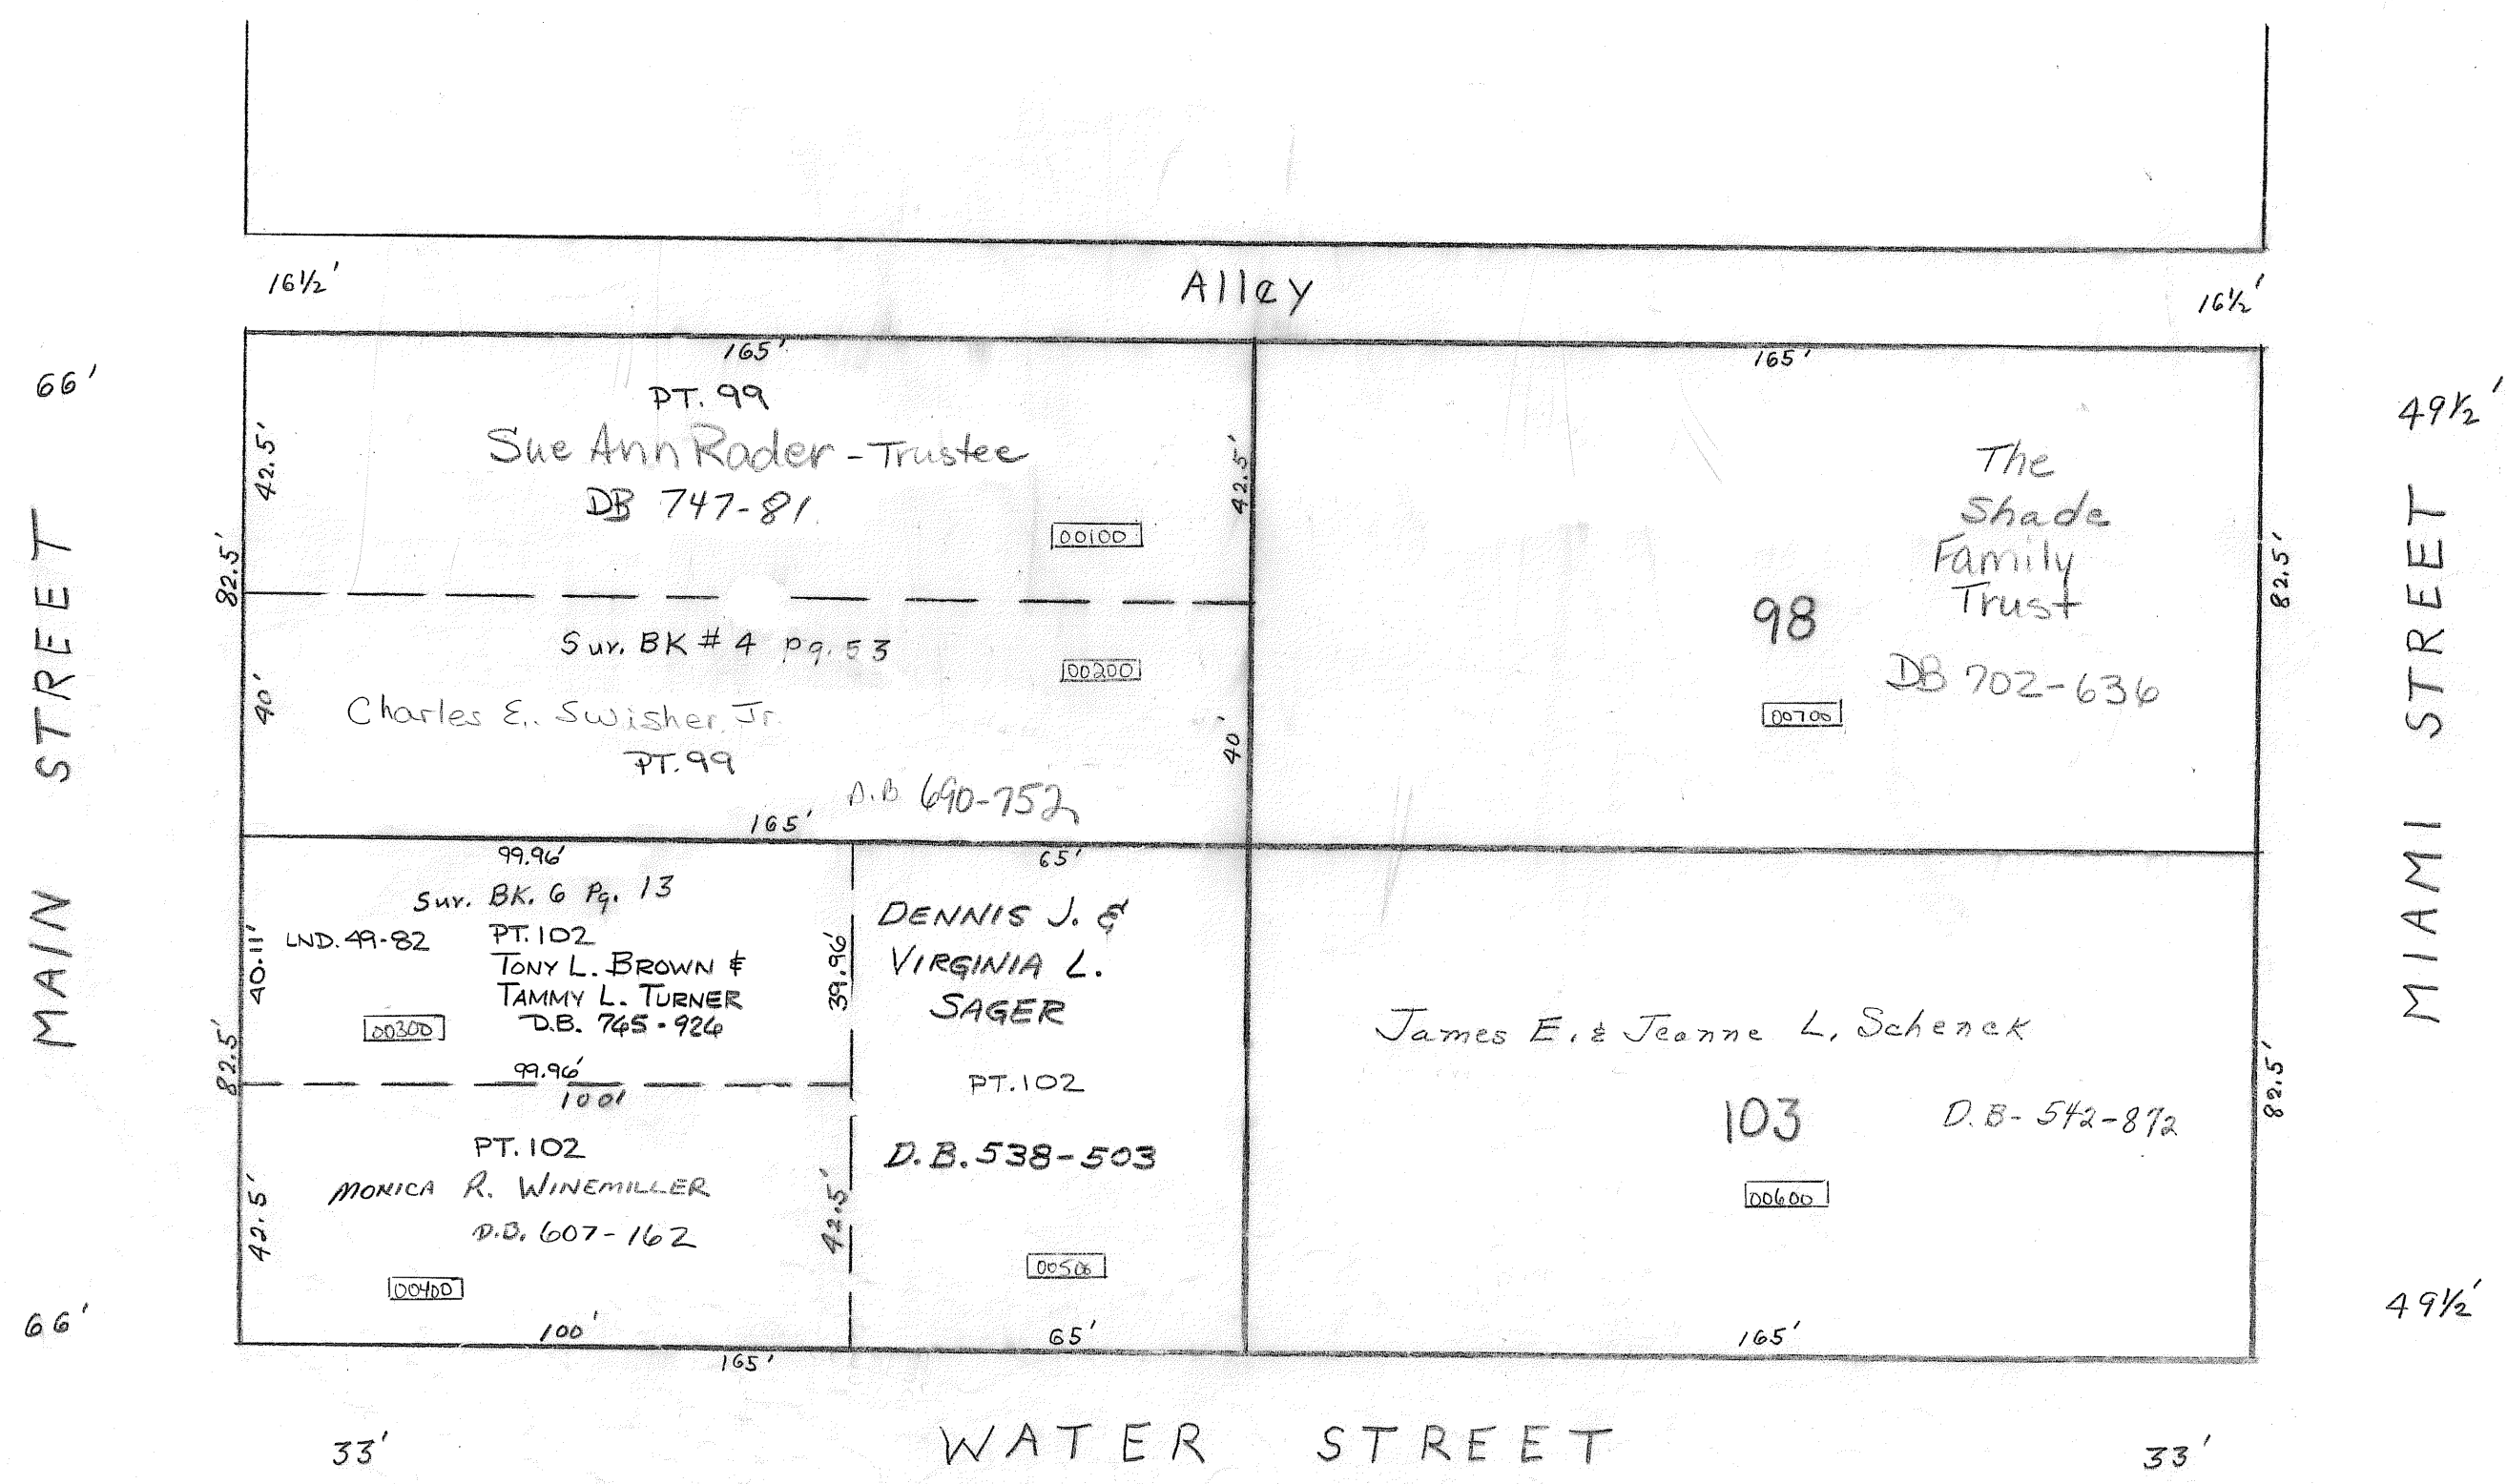 16½'
Alley
16½'
66'
165'
165'
49½'
PT. 99
Sue Ann Rader - Trustee
DB 747-81
42.5'
42.5'
00100
82.5'
The
Shade
Family
Trust
98
DB 702-636
00700
82.5'
Sur. BK # 4 pg. 53
00200
Charles E. Swisher Jr.
PT. 99
D.B 690-752
40'
40'
165'
MAIN STREET
MIAMI STREET
99.96'
Sur. BK. 6 Pg. 13
LND. 49-82
PT. 102
TONY L. BROWN &
TAMMY L. TURNER
D.B. 765-926
00300
40.11'
39.96'
99.96'
82.5'
65'
DENNIS J. &
VIRGINIA L.
SAGER
PT. 102
D.B. 538-503
00500
65'
James E. & Jeanne L. Schenck
103
D.B- 542-872
00600
82.5'
165'
100'
PT. 102
MONICA R. WINEMILLER
D.B. 607-162
00400
42.5'
42.5'
100'
165'
66'
49½'
33'
WATER STREET
33'